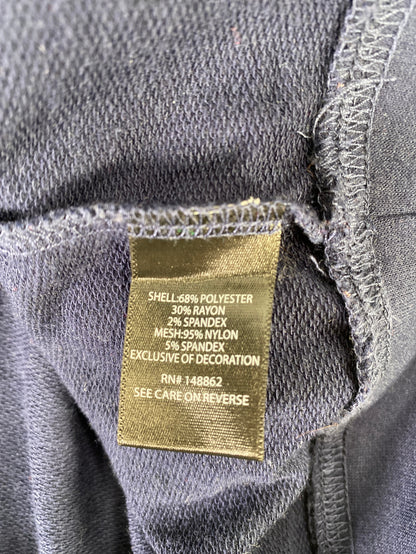 SHELL:68% POLYESTER
30% RAYON
2% SPANDEX
MESH:95% NYLON
5% SPANDEX
EXCLUSIVE OF DECORATION
RN# 148862
SEE CARE ON REVERSE